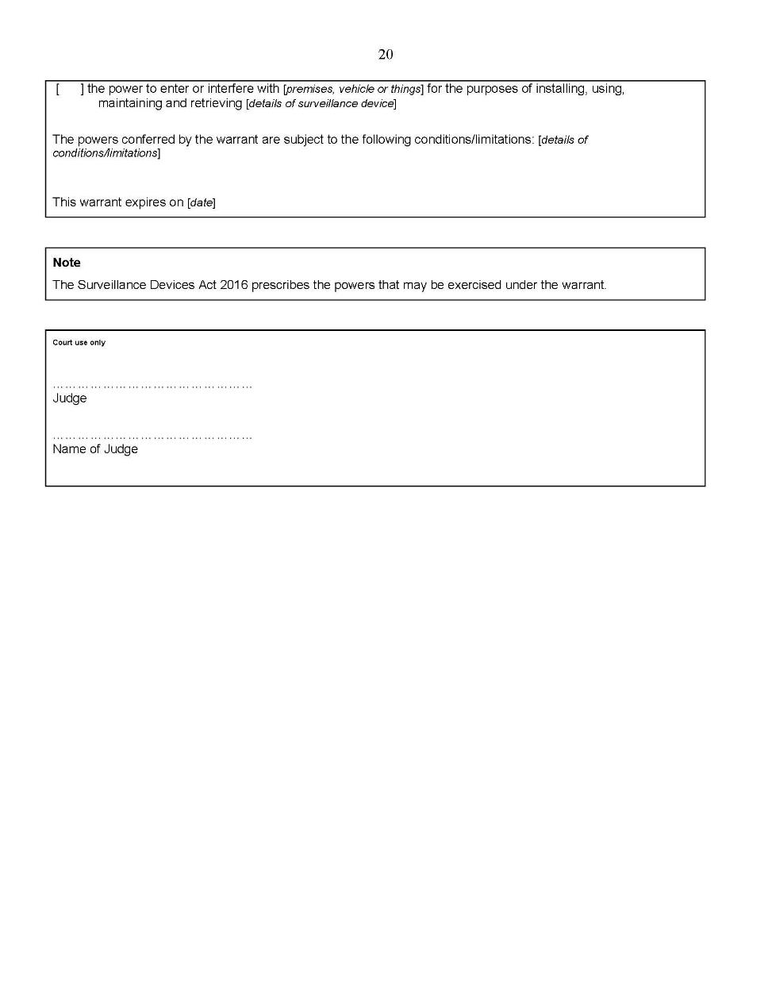 20
[ ] the power to enter or interfere with [premises, vehicle or things] for the purposes of installing, using,
maintaining and retrieving [details of surveillance device]
The powers conferred by the warrant are subject to the following conditions/limitations: [details of
conditions/limitations]
This warrant expires on [date]
Note
The Surveillance Devices Act 2016 prescribes the powers that may be exercised under the warrant.
Court use only
…………………………………………
Judge
…………………………………………
Name of Judge